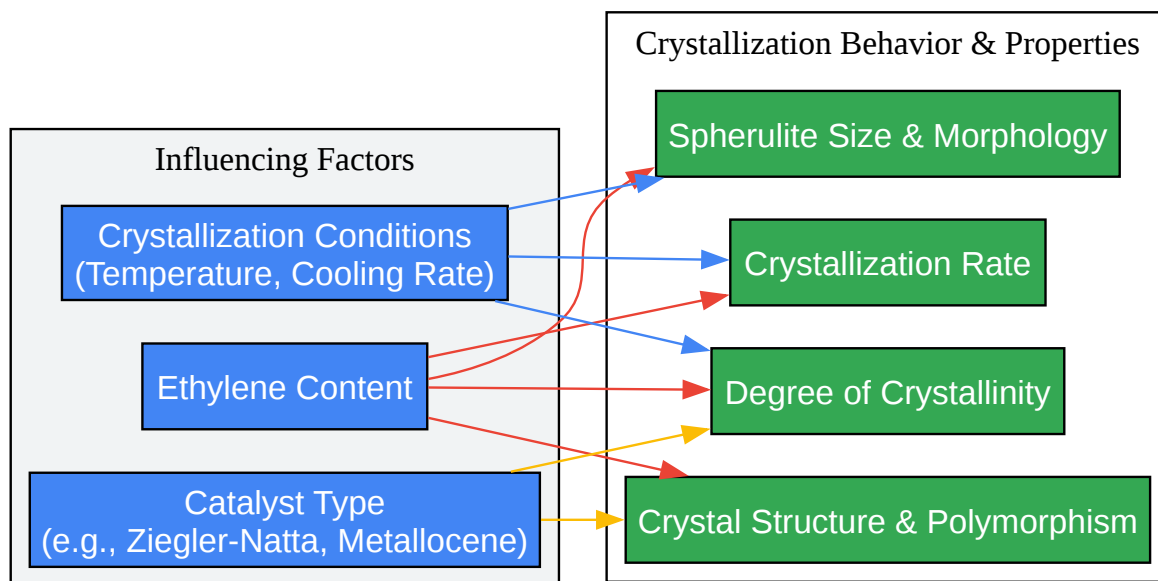 Influencing Factors
Crystallization Conditions
(Temperature, Cooling Rate)
Ethylene Content
Catalyst Type
(e.g., Ziegler-Natta, Metallocene)
Crystallization Behavior & Properties
Spherulite Size & Morphology
Crystallization Rate
Degree of Crystallinity
Crystal Structure & Polymorphism